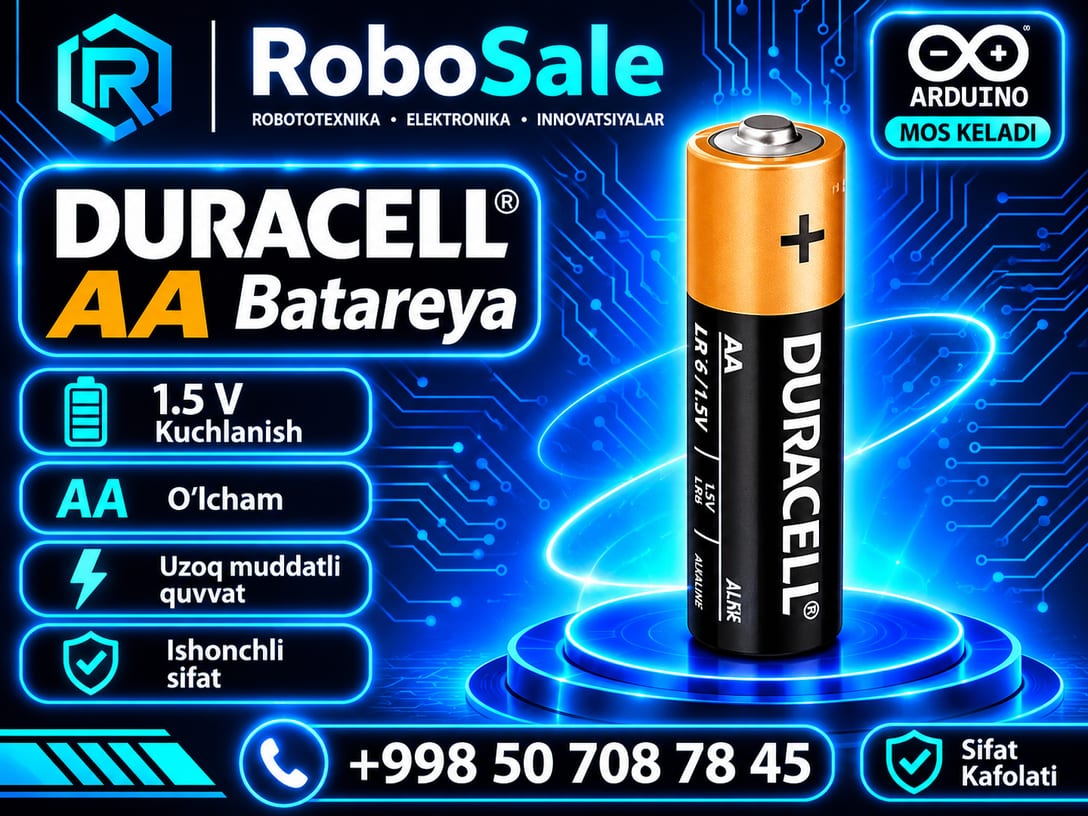 RoboSale
ROBOTOTEXNIKA • ELEKTRONIKA • INNOVATSIYALAR
ARDUINO
MOS KELADI
DURACELL®
AA Batareya
1.5 V
Kuchlanish
AA O'lcham
Uzoq muddatli
quvvat
Ishonchli
sifat
+
AA
LR 6/1.5V
1.5V
LR6
ALKALINE
DURACELL®
+998 50 708 78 45
Sifat
Kafolati